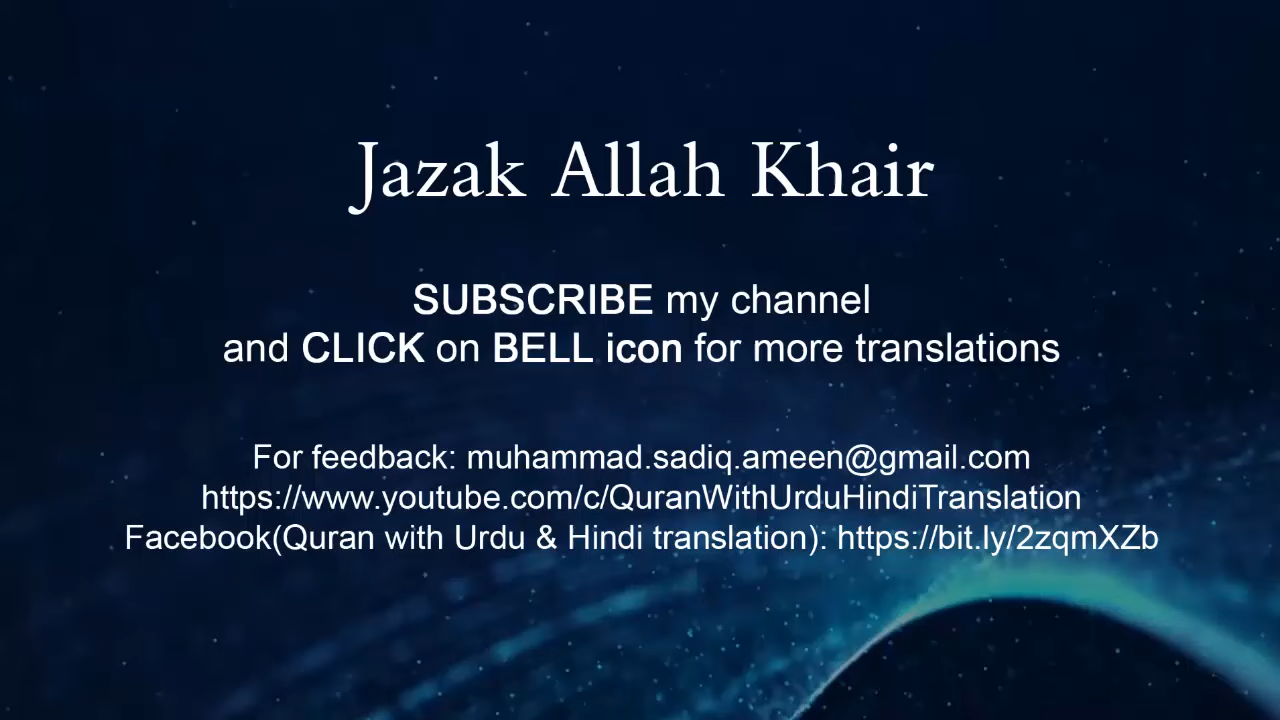 Jazak Allah Khair
SUBSCRIBE my channel
and CLICK on BELL icon for more translations
For feedback: muhammad.sadiq.ameen@gmail.com
https://www.youtube.com/c/QuranWithUrduHindiTranslation
Facebook(Quran with Urdu & Hindi translation): https://bit.ly/2zqmXZb